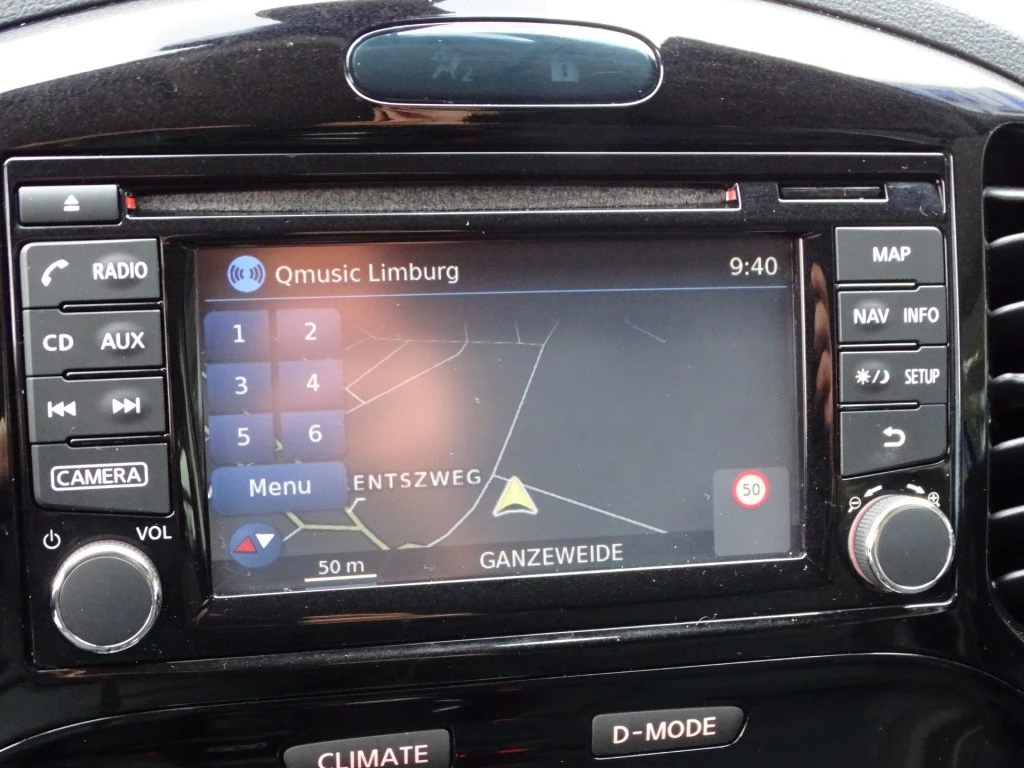 Qmusic Limburg 9:40
RADIO
CD AUX
CAMERA
VOL
MAP
NAV INFO
SETUP
1 2
3 4
5 6
Menu
ENTSZWEG
50
50 m
GANZEWEIDE
CLIMATE
D-MODE